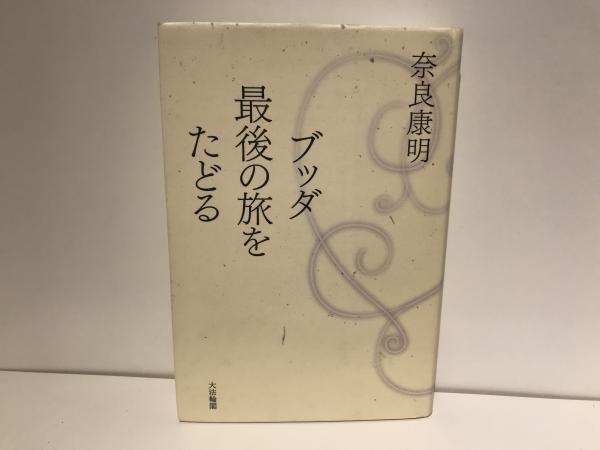 奈良康明
ブッダ
最後の旅を
たどる
大法輪閣